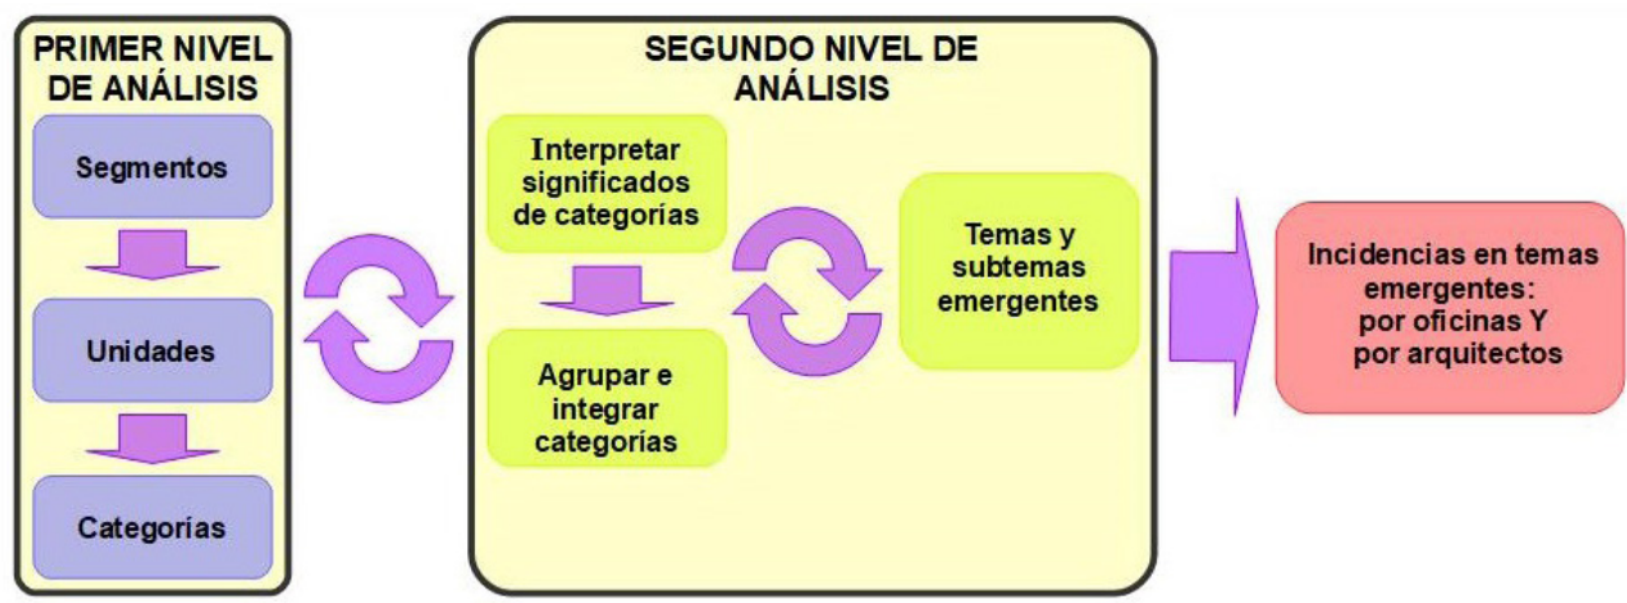 PRIMER NIVEL
DE ANÁLISIS
Segmentos
Unidades
Categorías
SEGUNDO NIVEL DE
ANÁLISIS
Interpretar
significados
de categorías
Agrupar e
integrar
categorías
Temas y
subtemas
emergentes
Incidencias en temas
emergentes:
por oficinas Y
por arquitectos